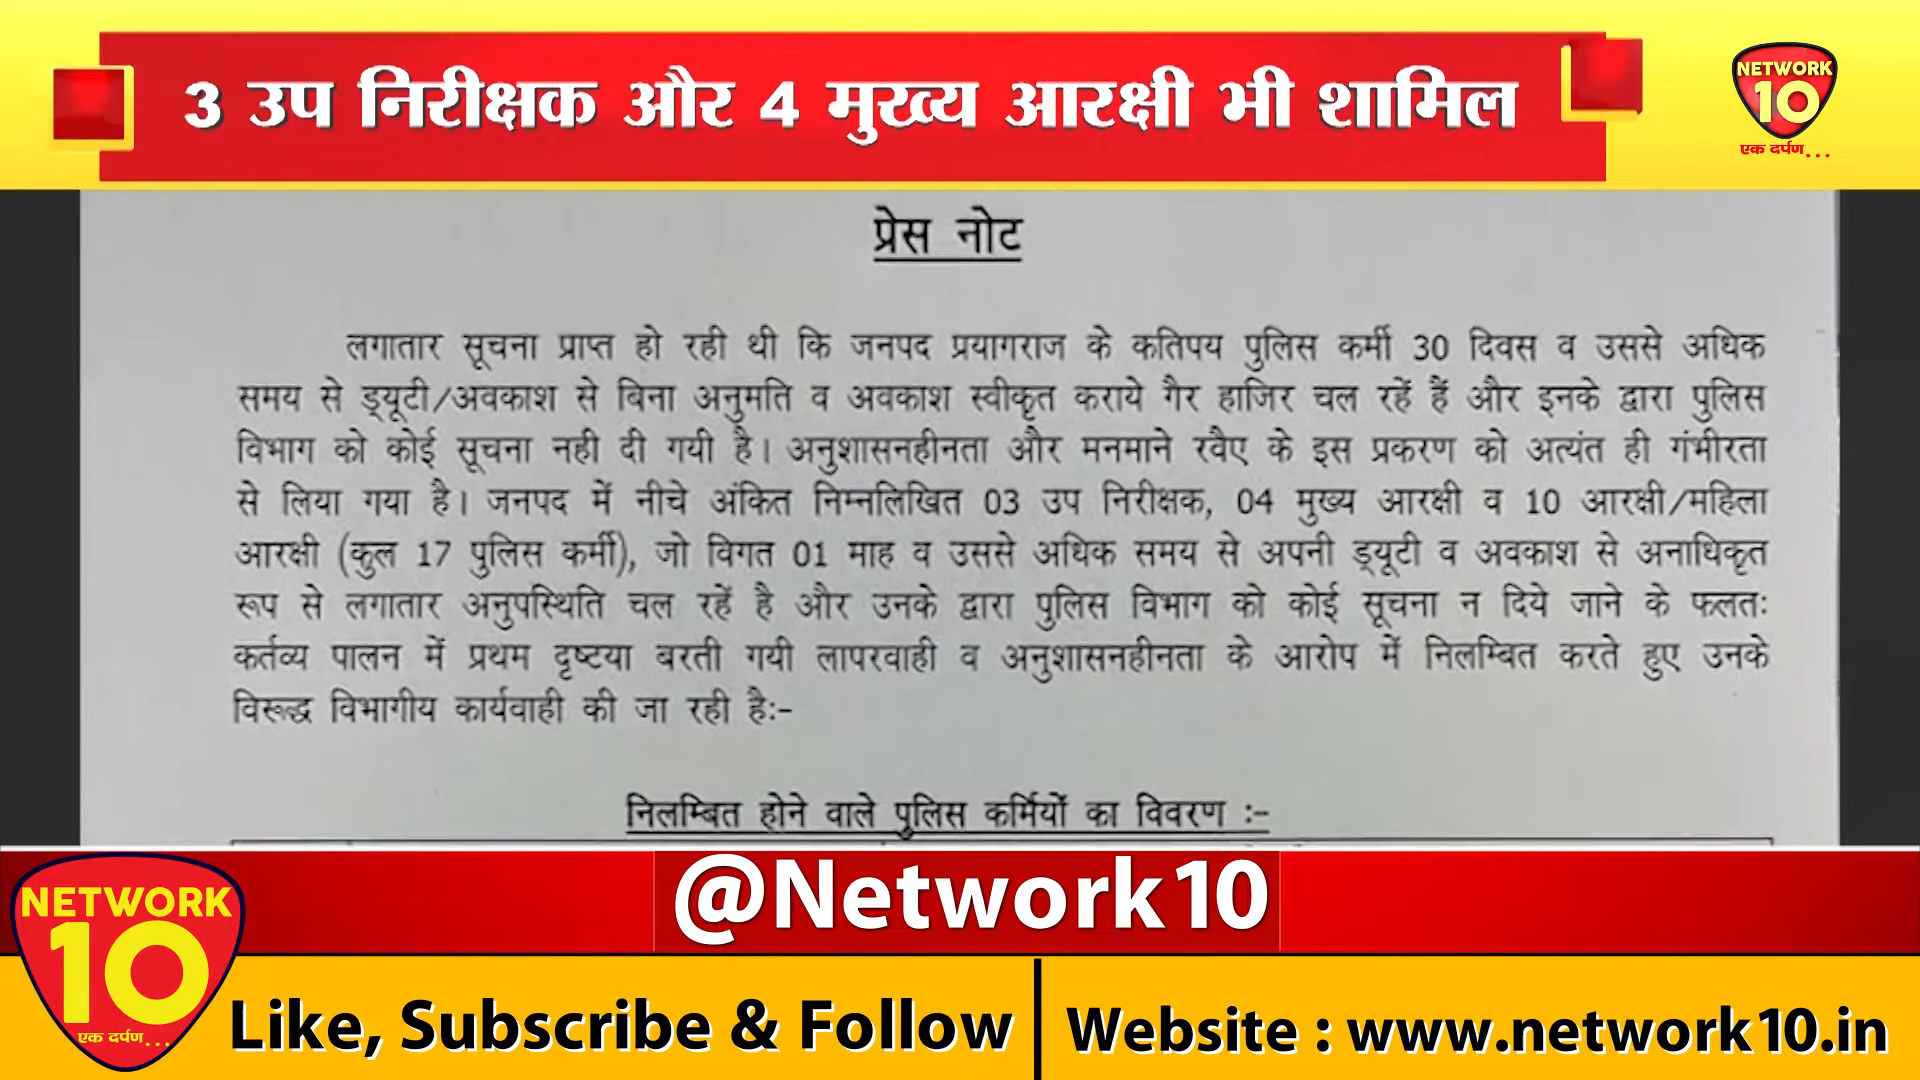 3 उप निरीक्षक और 4 मुख्य आरक्षी भी शामिल
NETWORK
10
एक दर्पण...
प्रेस नोट
लगातार सूचना प्राप्त हो रही थी कि जनपद प्रयागराज के कतिपय पुलिस कर्मी 30 दिवस व उससे अधिक
समय से ड्यूटी/अवकाश से बिना अनुमति व अवकाश स्वीकृत कराये गैर हाजिर चल रहें हैं और इनके द्वारा पुलिस
विभाग को कोई सूचना नही दी गयी है। अनुशासनहीनता और मनमाने रवैए के इस प्रकरण को अत्यंत ही गंभीरता
से लिया गया है। जनपद में नीचे अंकित निम्नलिखित 03 उप निरीक्षक, 04 मुख्य आरक्षी व 10 आरक्षी/महिला
आरक्षी (कुल 17 पुलिस कर्मी), जो विगत 01 माह व उससे अधिक समय से अपनी ड्यूटी व अवकाश से अनाधिकृत
रूप से लगातार अनुपस्थिति चल रहें है और उनके द्वारा पुलिस विभाग को कोई सूचना न दिये जाने के फलतः
कर्तव्य पालन में प्रथम दृष्टया बरती गयी लापरवाही व अनुशासनहीनता के आरोप में निलम्बित करते हुए उनके
विरूद्ध विभागीय कार्यवाही की जा रही हैः-
निलम्बित होने वाले पुलिस कर्मियों का विवरण :-
@Network10
NETWORK
10
एक दर्पण...
Like, Subscribe & Follow
Website : www.network10.in